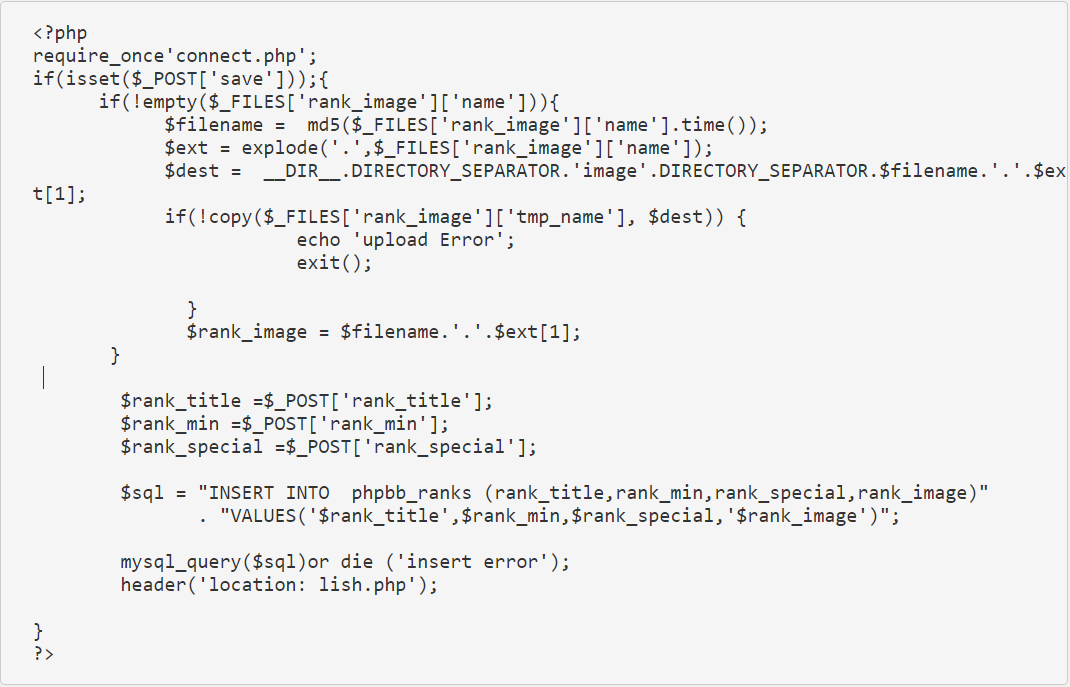 <?php
require_once'connect.php';
if(isset($_POST['save']));{
      if(!empty($_FILES['rank_image']['name'])){
            $filename =  md5($_FILES['rank_image']['name'].time());
            $ext = explode('.',$_FILES['rank_image']['name']);
            $dest =  __DIR__.DIRECTORY_SEPARATOR.'image'.DIRECTORY_SEPARATOR.$filename.'.'.$ex
t[1];
            if(!copy($_FILES['rank_image']['tmp_name'], $dest)) {
                        echo 'upload Error';
                        exit();
              }
              $rank_image = $filename.'.'.$ext[1];
       }
        $rank_title =$_POST['rank_title'];
        $rank_min =$_POST['rank_min'];
        $rank_special =$_POST['rank_special'];
        $sql = "INSERT INTO  phpbb_ranks (rank_title,rank_min,rank_special,rank_image)"
               . "VALUES('$rank_title',$rank_min,$rank_special,'$rank_image')";
        mysql_query($sql)or die ('insert error');
        header('location: lish.php');
}
?>